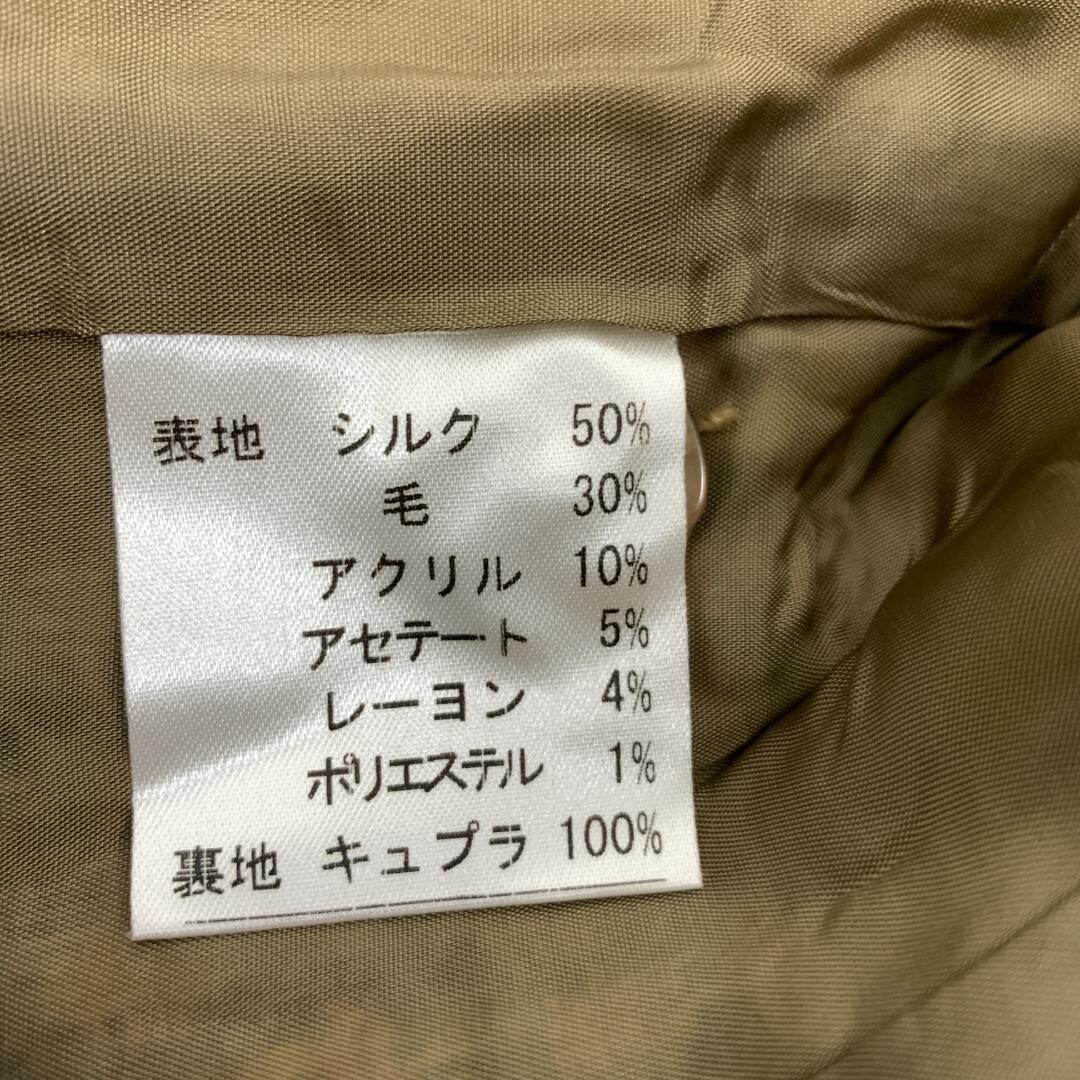 表地 シルク 50%
毛 30%
アクリル 10%
アセテート 5%
レーヨン 4%
ポリエステル 1%
裏地 キュプラ 100%